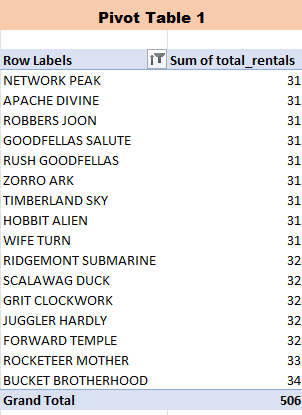 Pivot Table 1
Row Labels Sum of total_rentals
NETWORK PEAK 31
APACHE DIVINE 31
ROBBERS JOON 31
GOODFELLAS SALUTE 31
RUSH GOODFELLAS 31
ZORRO ARK 31
TIMBERLAND SKY 31
HOBBIT ALIEN 31
WIFE TURN 31
RIDGEMONT SUBMARINE 32
SCALAWAG DUCK 32
GRIT CLOCKWORK 32
JUGGLER HARDLY 32
FORWARD TEMPLE 32
ROCKETEER MOTHER 33
BUCKET BROTHERHOOD 34
Grand Total 506